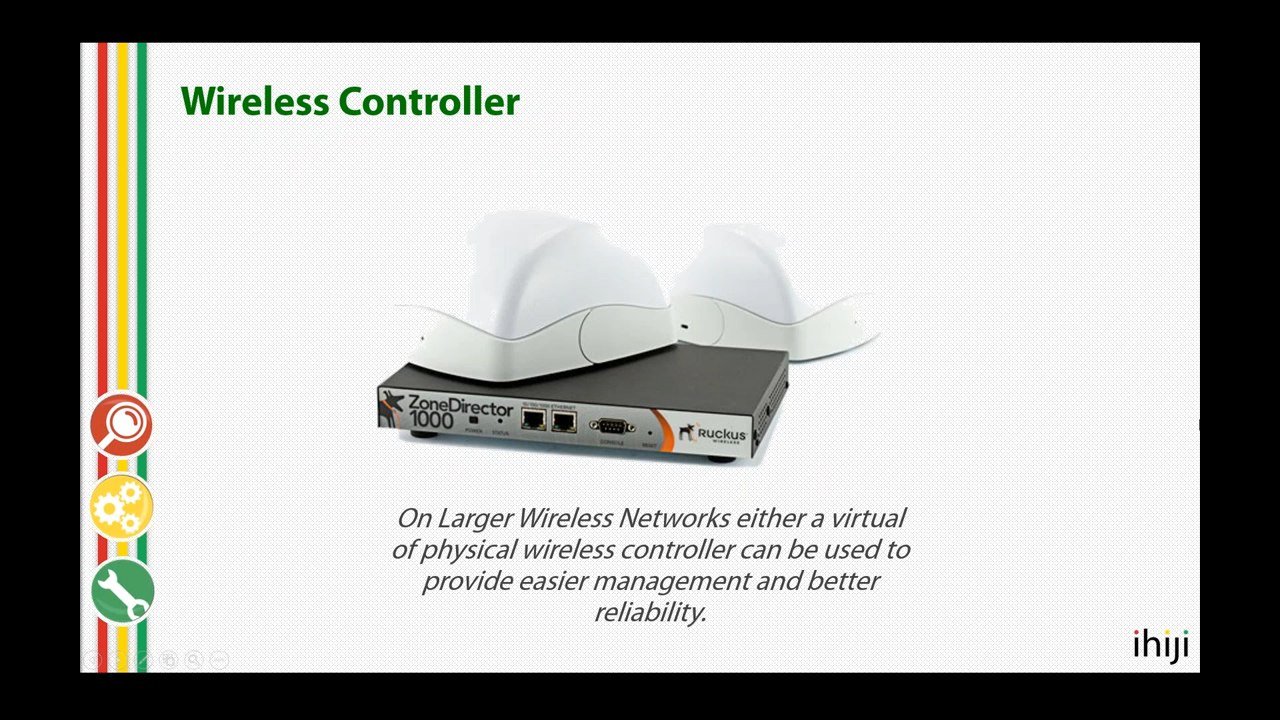 Wireless Controller
ZoneDirector
1000
10/100/1000 ETHERNET
POWER
STATUS
CONSOLE
RESET
RUCKUS
WIRELESS
On Larger Wireless Networks either a virtual
of physical wireless controller can be used to
provide easier management and better
reliability.
ihiji